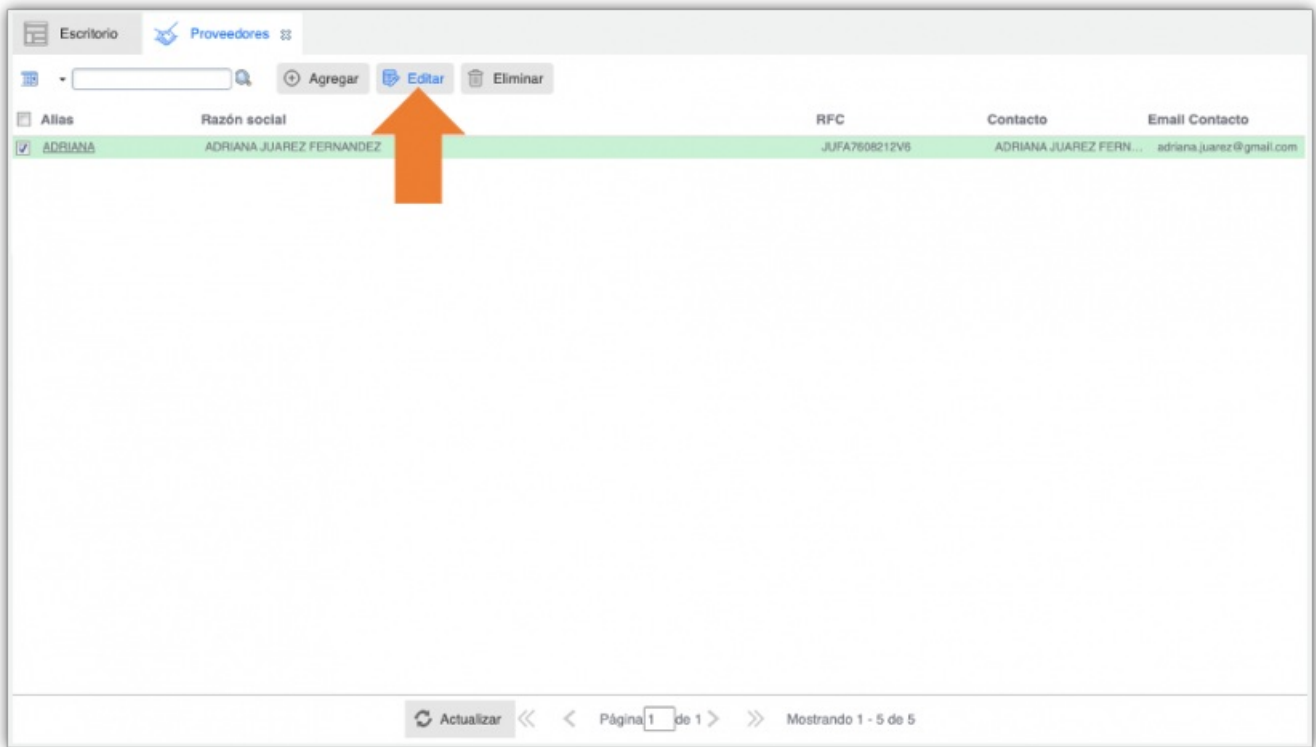 Escritorio Proveedores
Agregar Editar Eliminar
Alias Razón social RFC Contacto Email Contacto
ADRIANA ADRIANA JUAREZ FERNANDEZ JUFA7608212V6 ADRIANA JUAREZ FERN... adriana.juarez@gmail.com
Actualizar Página 1 de 1 Mostrando 1 - 5 de 5